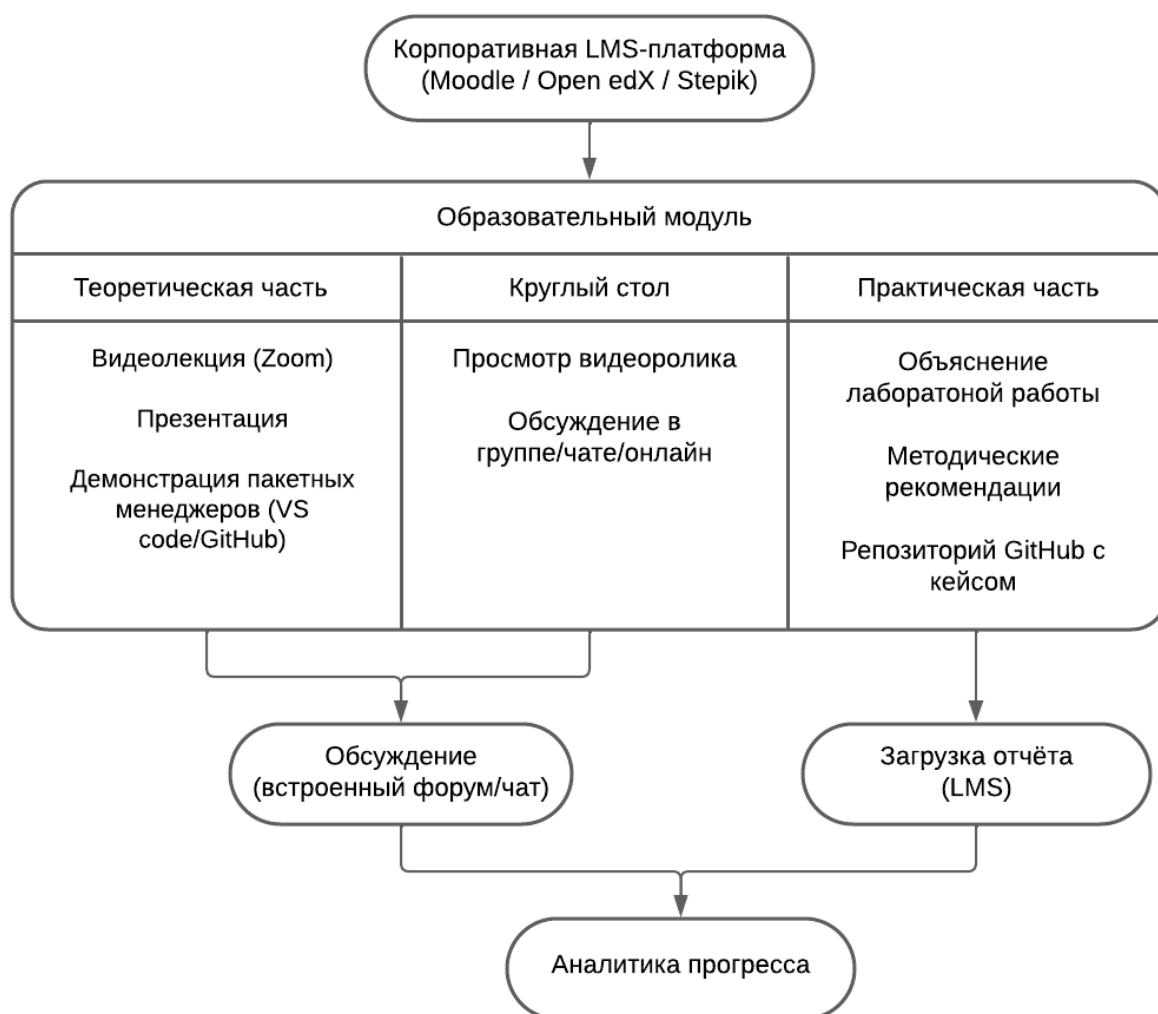 Корпоративная LMS-платформа
(Moodle / Open edX / Stepik)
Образовательный модуль
Теоретическая часть
Круглый стол
Практическая часть
Видеолекция (Zoom)
Презентация
Демонстрация пакетных
менеджеров (VS
code/GitHub)
Просмотр видеоролика
Обсуждение в
группе/чате/онлайн
Объяснение
лаборатоной работы
Методические
рекомендации
Репозиторий GitHub с
кейсом
Обсуждение
(встроенный форум/чат)
Загрузка отчёта
(LMS)
Аналитика прогресса